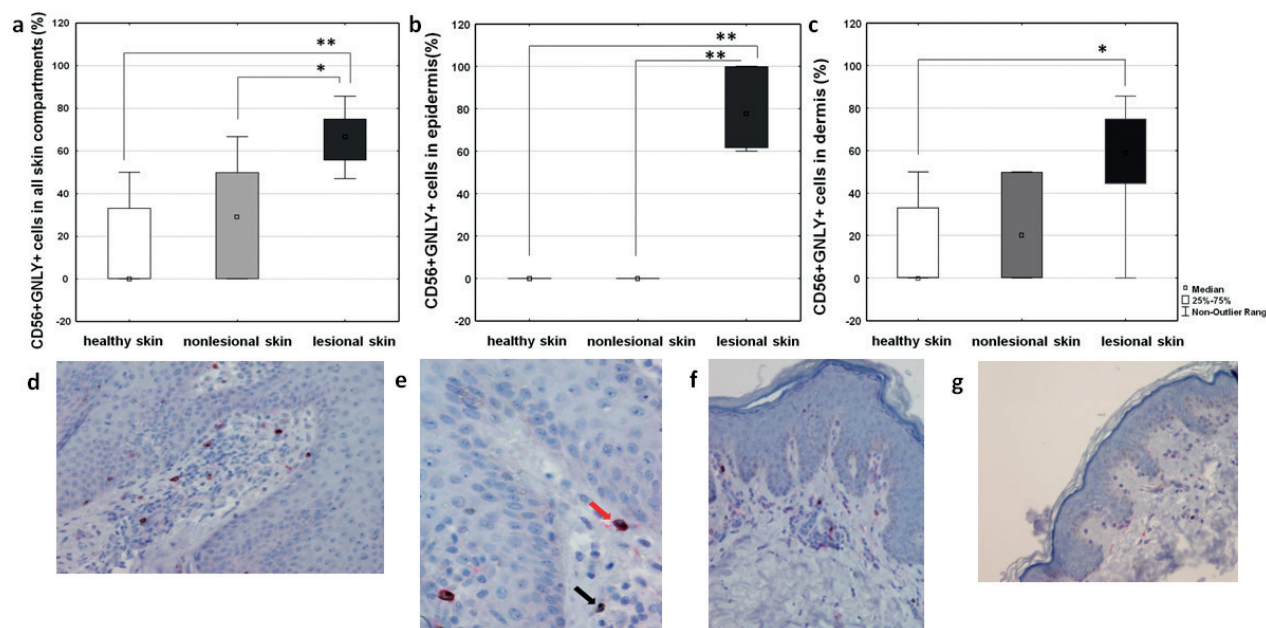 a
CD56+GNLY+ cells in all skin compartments (%)
120
100
80
60
40
20
0
-20
**
*
healthy skin
nonlesional skin
lesional skin
b
CD56+GNLY+ cells in epidermis(%)
120
100
80
60
40
20
0
-20
**
**
healthy skin
nonlesional skin
lesional skin
c
CD56+GNLY+ cells in dermis (%)
120
100
80
60
40
20
0
-20
*
healthy skin
nonlesional skin
lesional skin
Median
25%-75%
Non-Outlier Rang
d
e
f
g